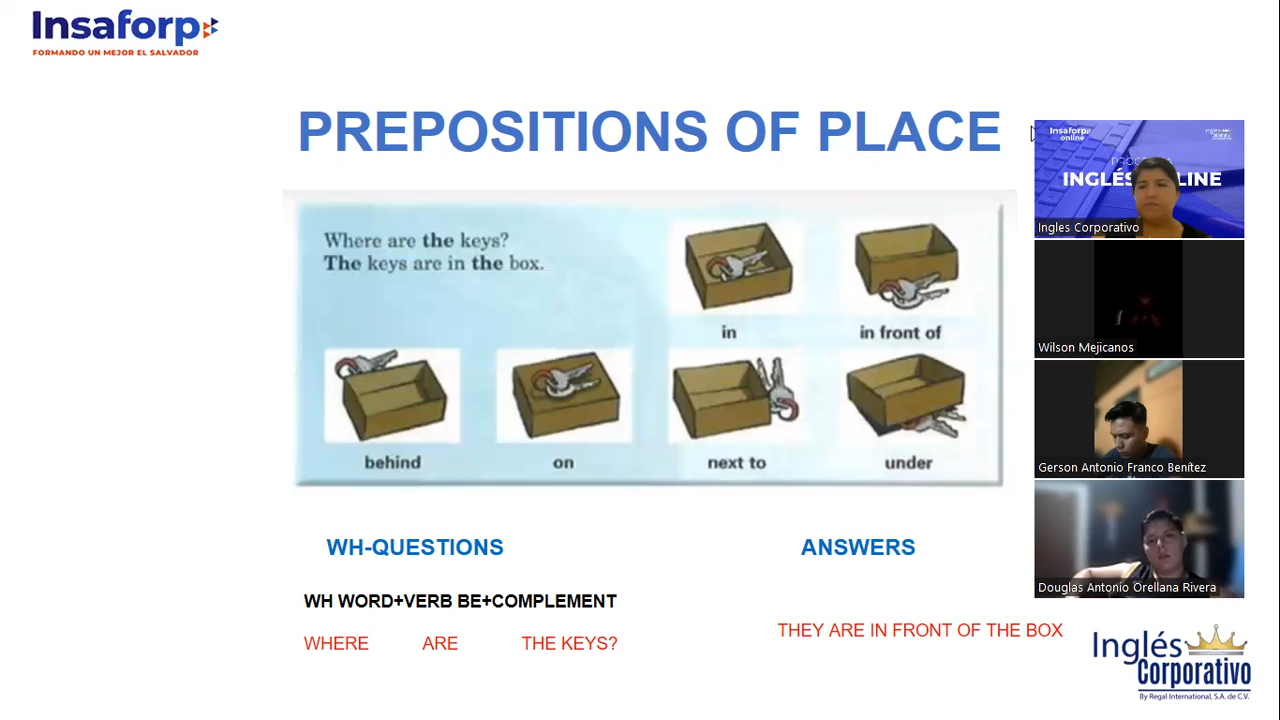 Insaforp
FORMANDO UN MEJOR EL SALVADOR
PREPOSITIONS OF PLACE
Where are the keys?
The keys are in the box.
in
in front of
behind
on
next to
under
WH-QUESTIONS
ANSWERS
WH WORD+VERB BE+COMPLEMENT
WHERE ARE THE KEYS?
THEY ARE IN FRONT OF THE BOX
Insaforp
online
Ingles Corporativo
Wilson Mejicanos
Gerson Antonio Franco Benítez
Douglas Antonio Orellana Rivera
Inglés
Corporativo
By Regal International, S.A. de C.V.